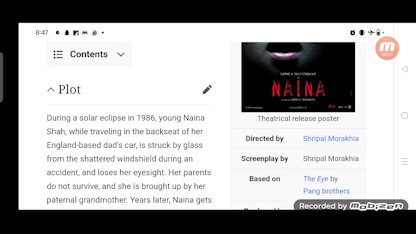 8:47
Contents
Plot
During a solar eclipse in 1986, young Naina
Shah, while traveling in the backseat of her
England-based dad's car, is struck by glass
from the shattered windshield during an
accident, and loses her eyesight. Her parents
do not survive, and she is brought up by her
paternal grandmother. Years later, Naina gets
NAINA
Theatrical release poster
Directed by Shripal Morakhia
Screenplay by Shripal Morakhia
Based on The Eye by
Pang brothers
Recorded by MOBIZEN